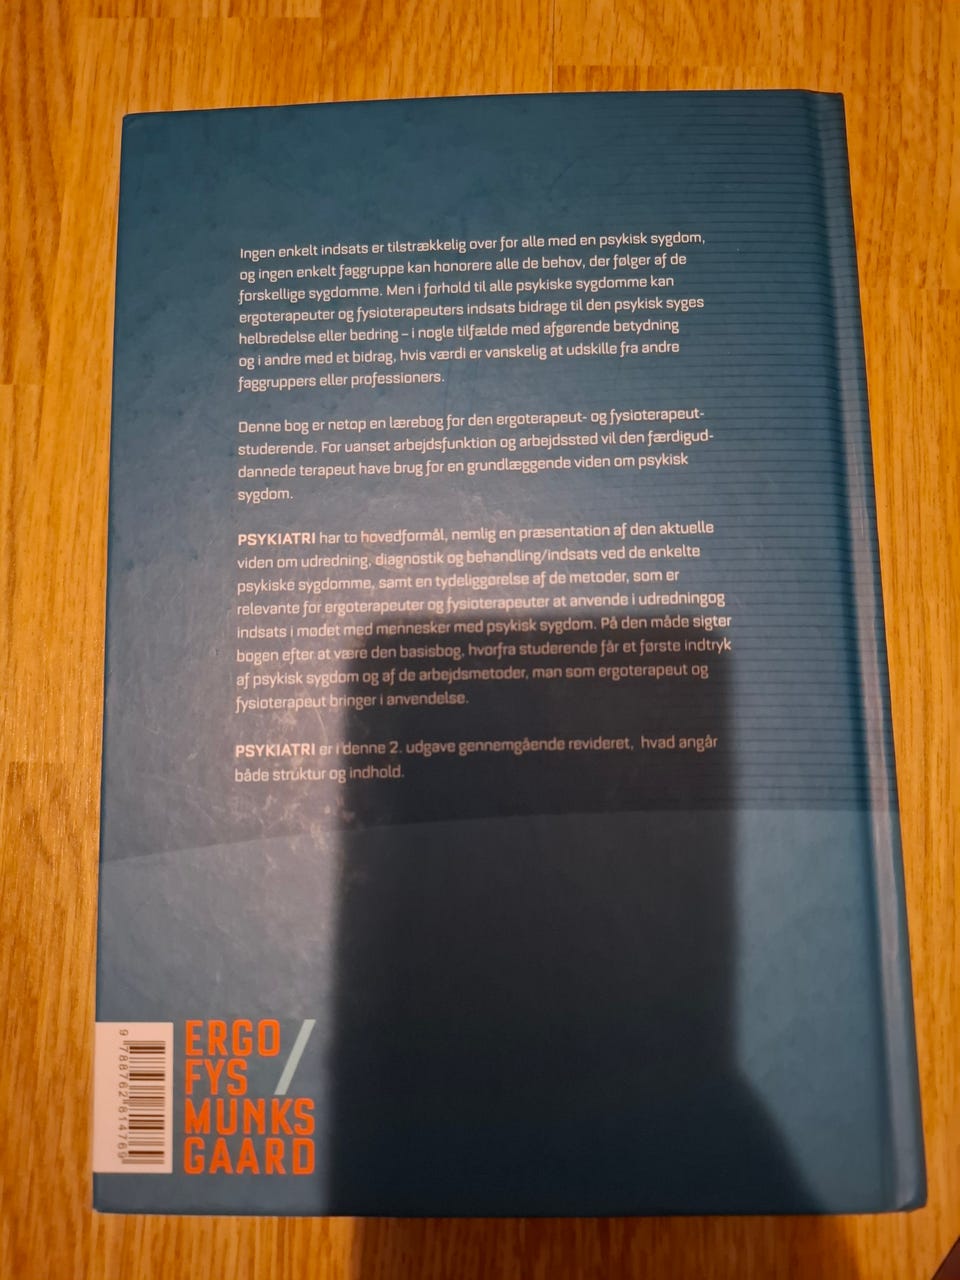 Ingen enkelt indsats er tilstrækkelig over for alle med en psykisk sygdom,
og ingen enkelt faggruppe kan honorere alle de behov, der følger af de
forskellige sygdomme. Men i forhold til alle psykiske sygdomme kan
ergoterapeuter og fysioterapeuters indsats bidrage til den psykisk syges
helbredelse eller bedring – i nogle tilfælde med afgørende betydning
og i andre med et bidrag, hvis værdi er vanskelig at udskille fra andre
faggruppers eller professioners.
Denne bog er netop en lærebog for den ergoterapeut- og fysioterapeut-
studerende. For uanset arbejdsfunktion og arbejdssted vil den færdigud-
dannede terapeut have brug for en grundlæggende viden om psykisk
sygdom.
PSYKIATRI har to hovedformål, nemlig en præsentation af den aktuelle
viden om udredning, diagnostik og behandling/indsats ved de enkelte
psykiske sygdomme, samt en tydeliggørelse af de metoder, som er
relevante for ergoterapeuter og fysioterapeuter at anvende i udredningog
indsats i mødet med mennesker med psykisk sygdom. På den måde sigter
bogen efter at være den basisbog, hvorfra studerende får et første indtryk
af psykisk sygdom og af de arbejdsmetoder, man som ergoterapeut og
fysioterapeut bringer i anvendelse.
PSYKIATRI er i denne 2. udgave gennemgående revideret, hvad angår
både struktur og indhold.
9 788762 814769
ERGO /
FYS
MUNKS
GAARD